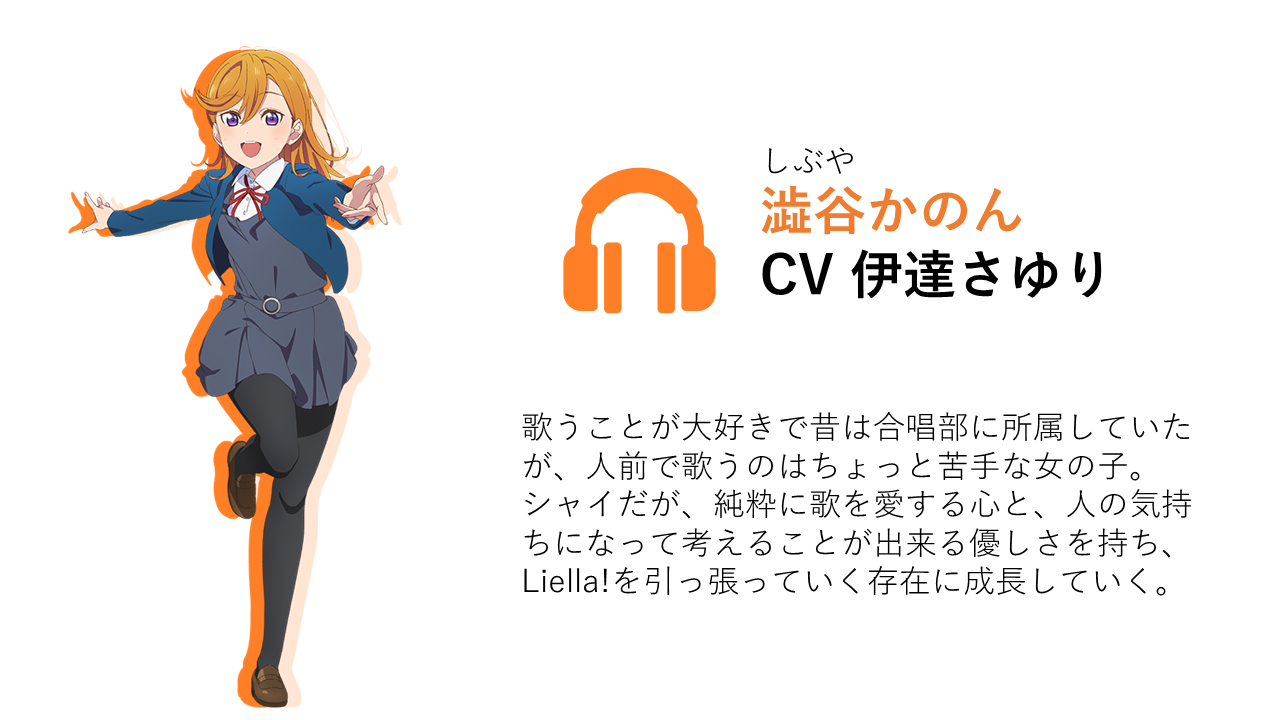 しぶや
澁谷かのん
CV 伊達さゆり
歌うことが大好きで昔は合唱部に所属していた
が、人前で歌うのはちょっと苦手な女の子。
シャイだが、純粋に歌を愛する心と、人の気持
ちになって考えることが出来る優しさを持ち、
Liella!を引っ張っていく存在に成長していく。